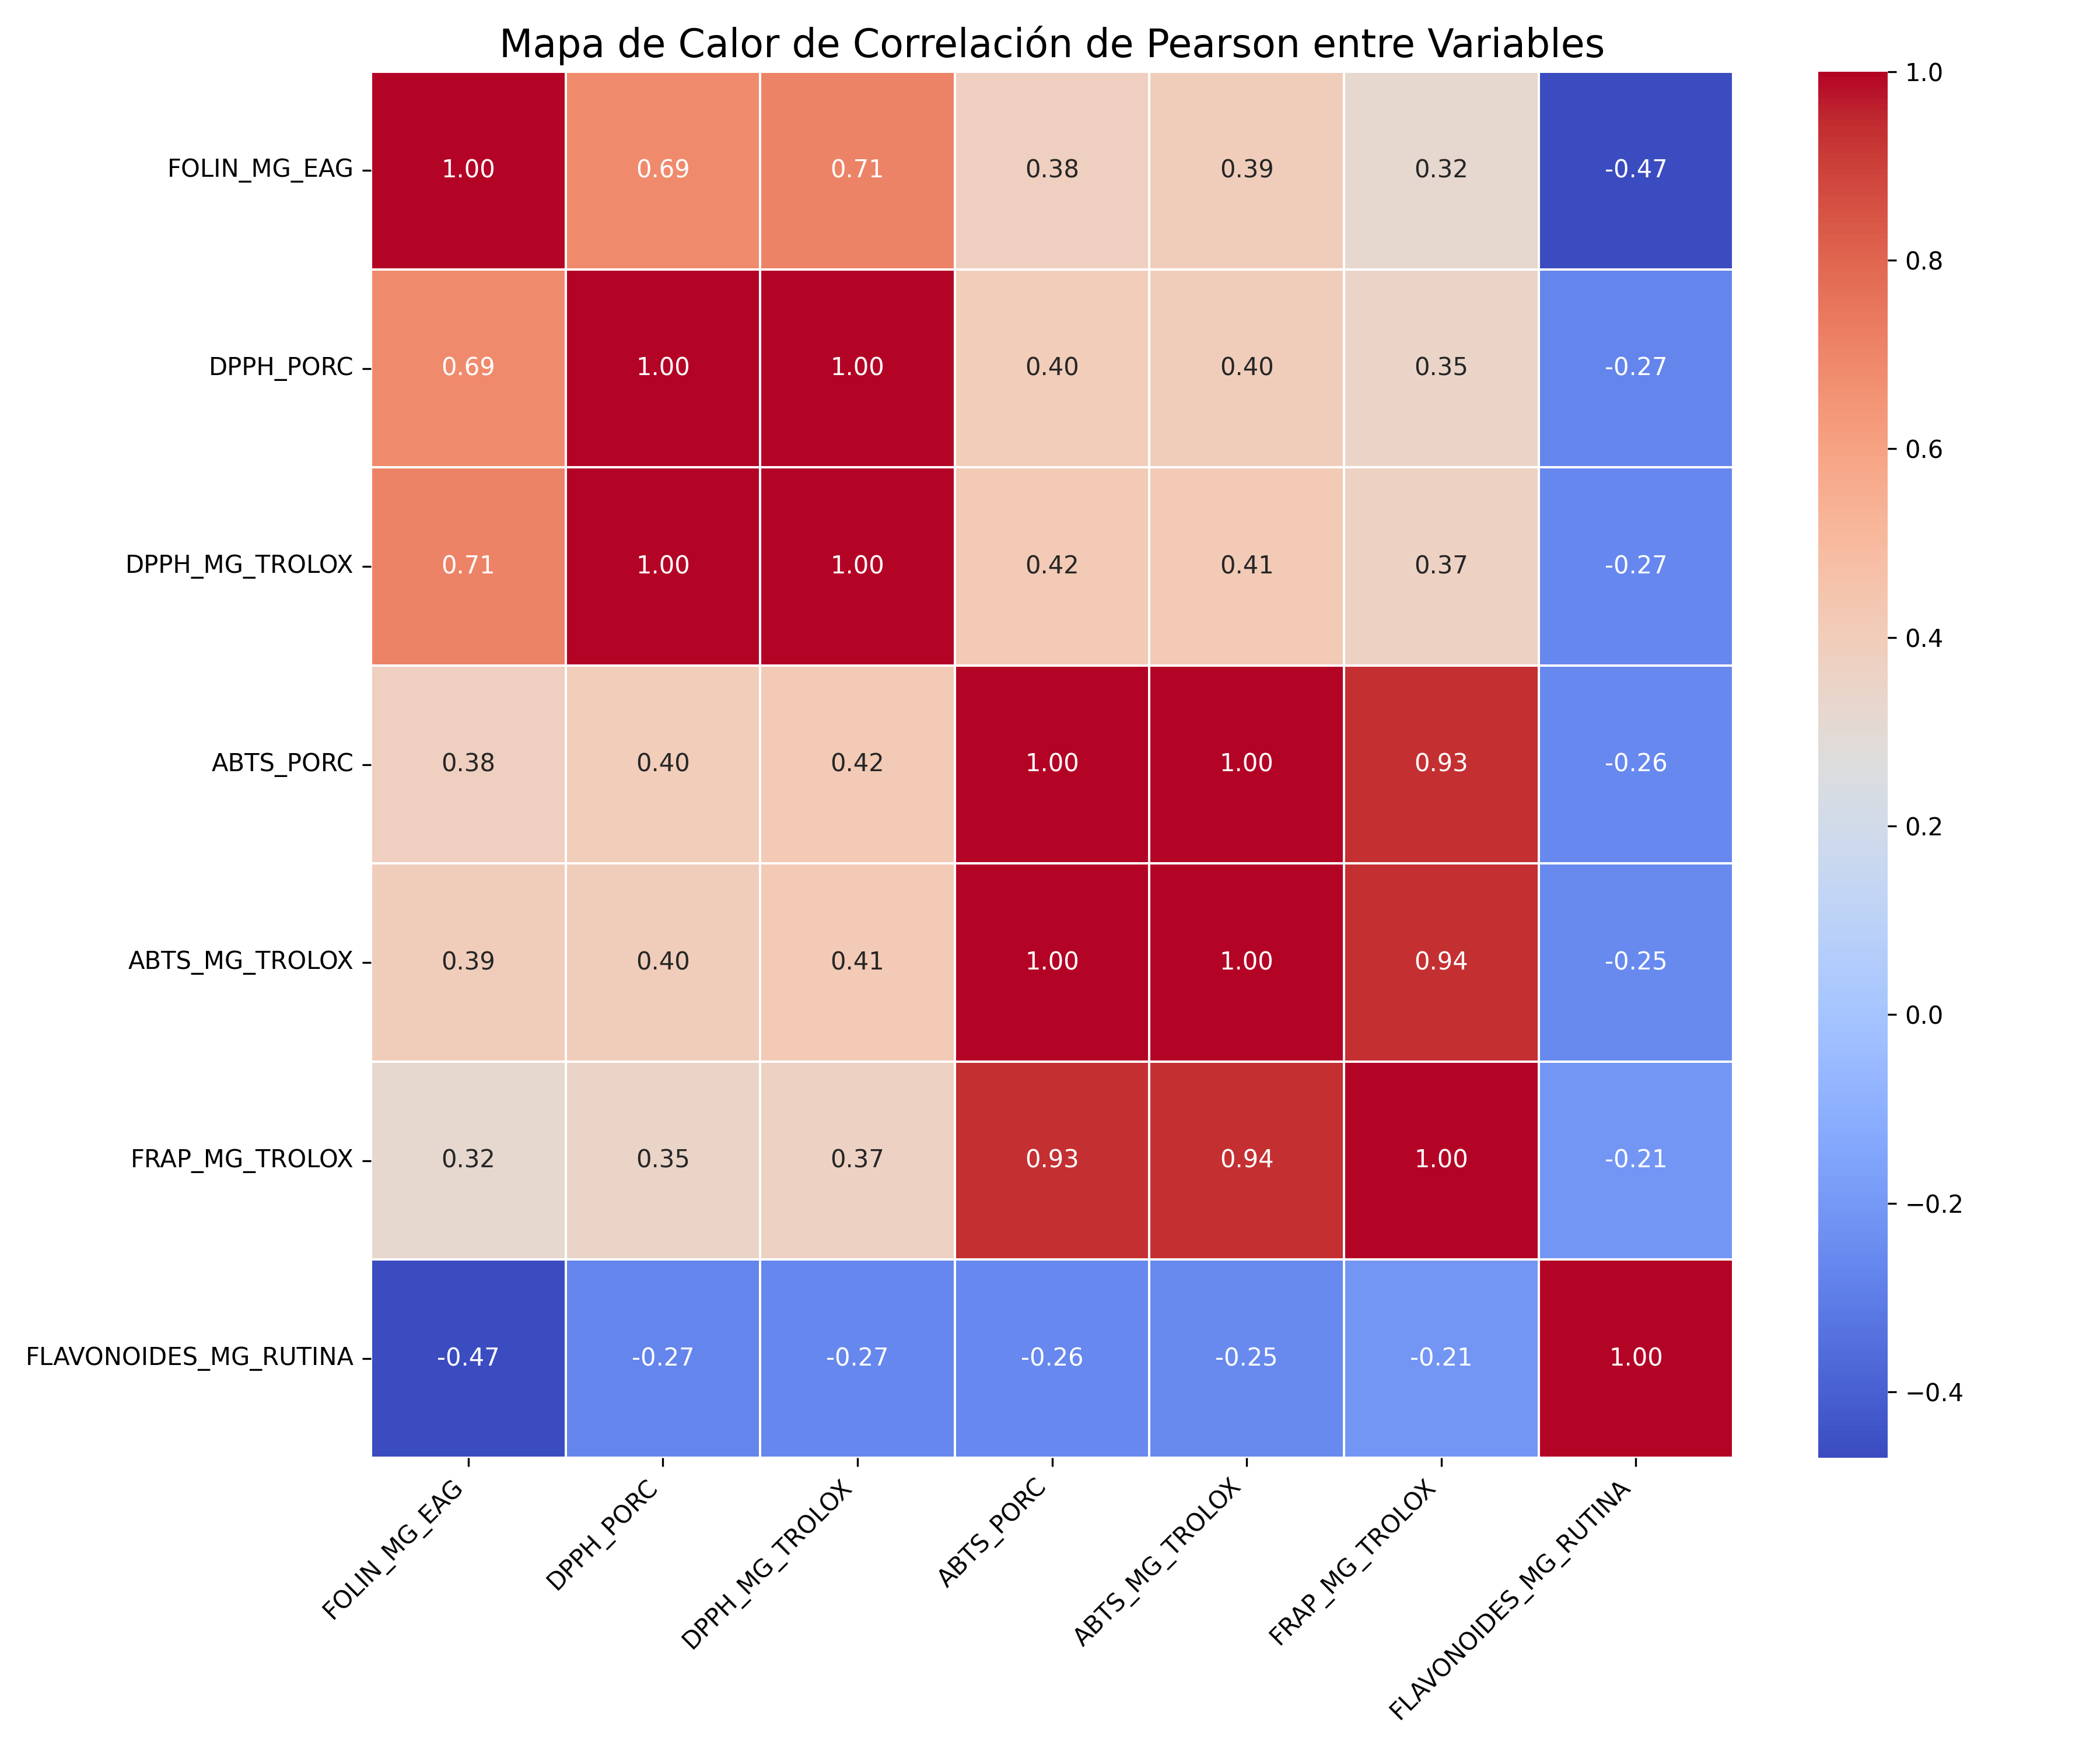 Mapa de Calor de Correlación de Pearson entre Variables
FOLIN_MG_EAG 1.00 0.69 0.71 0.38 0.39 0.32 -0.47
DPPH_PORC 0.69 1.00 1.00 0.40 0.40 0.35 -0.27
DPPH_MG_TROLOX 0.71 1.00 1.00 0.42 0.41 0.37 -0.27
ABTS_PORC 0.38 0.40 0.42 1.00 1.00 0.93 -0.26
ABTS_MG_TROLOX 0.39 0.40 0.41 1.00 1.00 0.94 -0.25
FRAP_MG_TROLOX 0.32 0.35 0.37 0.93 0.94 1.00 -0.21
FLAVONOIDES_MG_RUTINA -0.47 -0.27 -0.27 -0.26 -0.25 -0.21 1.00
FOLIN_MG_EAG
DPPH_PORC
DPPH_MG_TROLOX
ABTS_PORC
ABTS_MG_TROLOX
FRAP_MG_TROLOX
FLAVONOIDES_MG_RUTINA
1.0
0.8
0.6
0.4
0.2
0.0
−0.2
−0.4